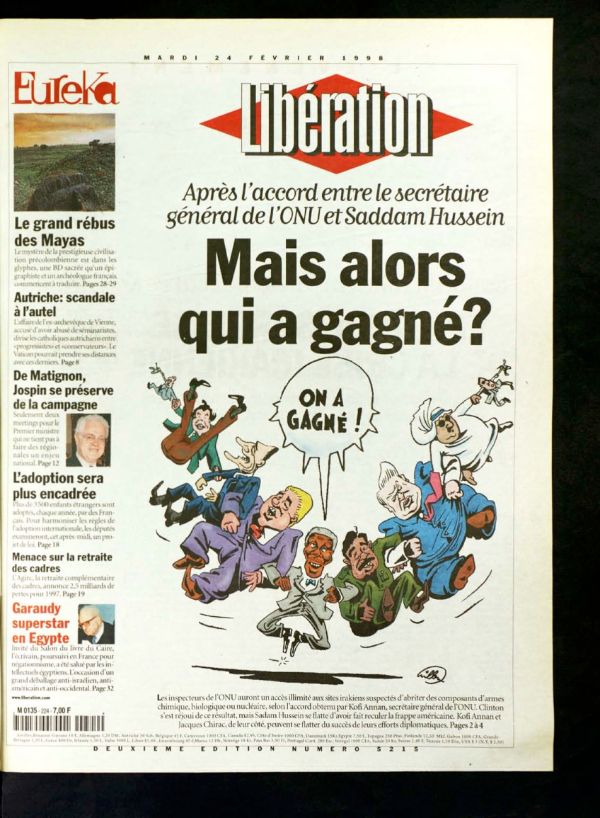 MARDI 24 FÉVRIER 1998
EUreKa
Libération
Après l'accord entre le secrétaire
général de l'ONU et Saddam Hussein
Mais alors
qui a gagné?
ON A
GAGNÉ !
Le grand rébus
des Mayas
Le mystère de la prestigieuse civilisa-
tion précolombienne est dans les
glyphes, une BD sacrée qu'un épi-
graphiste et un archéologue français
commencent à traduire. Pages 28-29
Autriche: scandale
à l'autel
L'affaire de l'ex-archevêque de Vienne,
accusé d'avoir abusé de séminaristes,
divise les catholiques autrichiens entre
«progressistes» et «conservateurs». Le
Vatican pourrait prendre ses distances
avec ces derniers. Page 8
De Matignon,
Jospin se préserve
de la campagne
Seulement deux
meetings pour le
Premier ministre
qui ne tient pas à
faire des régio-
nales un enjeu
national. Page 12
L'adoption sera
plus encadrée
Plus de 3500 enfants étrangers sont
adoptés, chaque année, par des Fran-
çais. Pour harmoniser les règles de
l'adoption internationale, les députés
examineront, cet après-midi, un pro-
jet de loi. Page 18
Menace sur la retraite
des cadres
L'Agirc, la retraite complémentaire
des cadres, annonce 2,5 milliards de
pertes pour 1997. Page 19
Garaudy
superstar
en Egypte
Invité du Salon du livre du Caire,
l'écrivain, poursuivi en France pour
négationnisme, a été salué par les in-
tellectuels égyptiens. L'occasion d'un
grand déballage anti-israélien, anti-
américain et anti-occidental. Page 32
www.liberation.com
M 0135 - 224 - 7,00 F
Les inspecteurs de l'ONU auront un accès illimité aux sites irakiens suspectés d'abriter des composants d'armes
chimique, biologique ou nucléaire, selon l'accord obtenu par Kofi Annan, secrétaire général de l'ONU. Clinton
s'est réjoui de ce résultat, mais Sadam Hussein se flatte d'avoir fait reculer la frappe américaine. Kofi Annan et
Jacques Chirac, de leur côté, peuvent se flatter du succès de leurs efforts diplomatiques. Pages 2 à 4
DEUXIEME EDITION NUMERO 5215